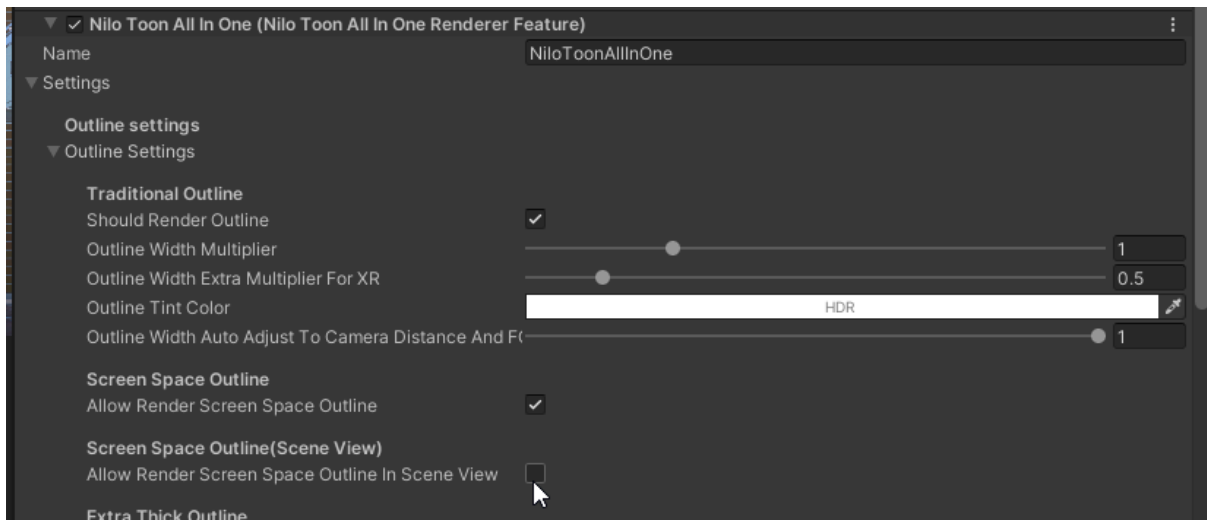 Nilo Toon All In One (Nilo Toon All In One Renderer Feature)
Name NiloToonAllInOne
Settings
Outline settings
Outline Settings
Traditional Outline
Should Render Outline
Outline Width Multiplier 1
Outline Width Extra Multiplier For XR 0.5
Outline Tint Color HDR
Outline Width Auto Adjust To Camera Distance And F 1
Screen Space Outline
Allow Render Screen Space Outline
Screen Space Outline(Scene View)
Allow Render Screen Space Outline In Scene View
Extra Thick Outline